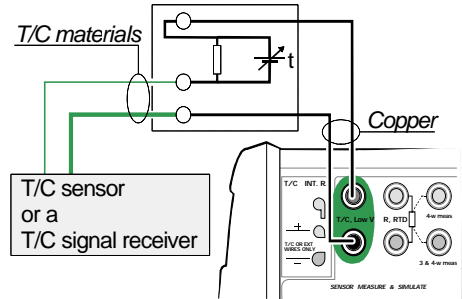 T/C materials
t
Copper
T/C sensor
or a
T/C signal receiver
T/C INT. R
T/C, Low V
R, RTD
4-w meas
+
T/C OR EXT
WIRES ONLY
−
3 & 4-w meas
SENSOR MEASURE & SIMULATE